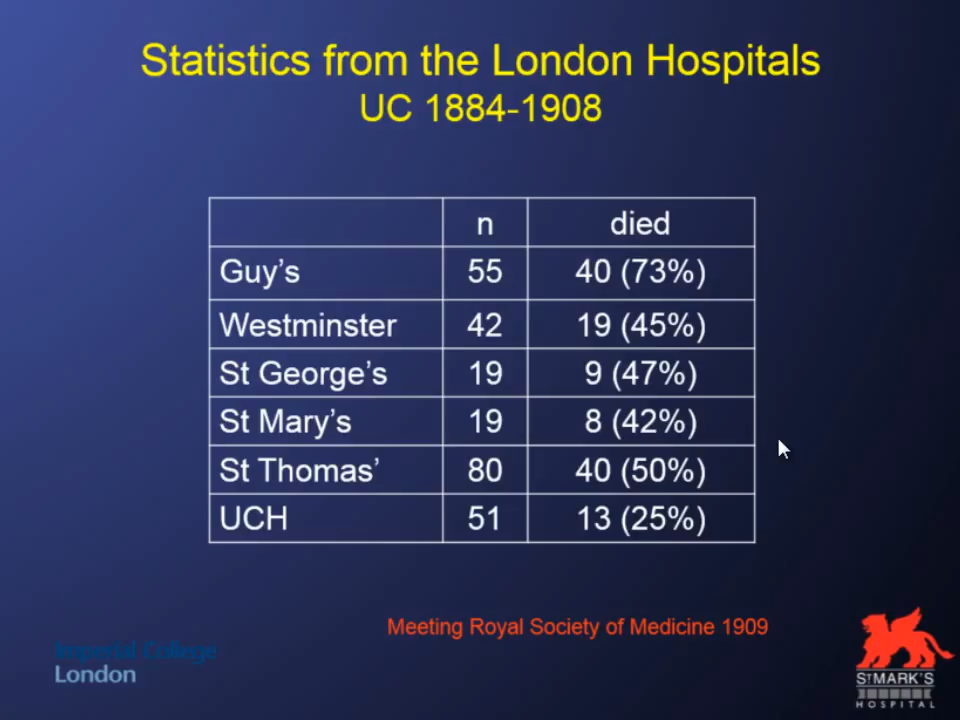 Statistics from the London Hospitals
UC 1884-1908
n died
Guy's 55 40 (73%)
Westminster 42 19 (45%)
St George's 19 9 (47%)
St Mary's 19 8 (42%)
St Thomas' 80 40 (50%)
UCH 51 13 (25%)
Meeting Royal Society of Medicine 1909
Imperial College
London
ST MARK'S
HOSPITAL